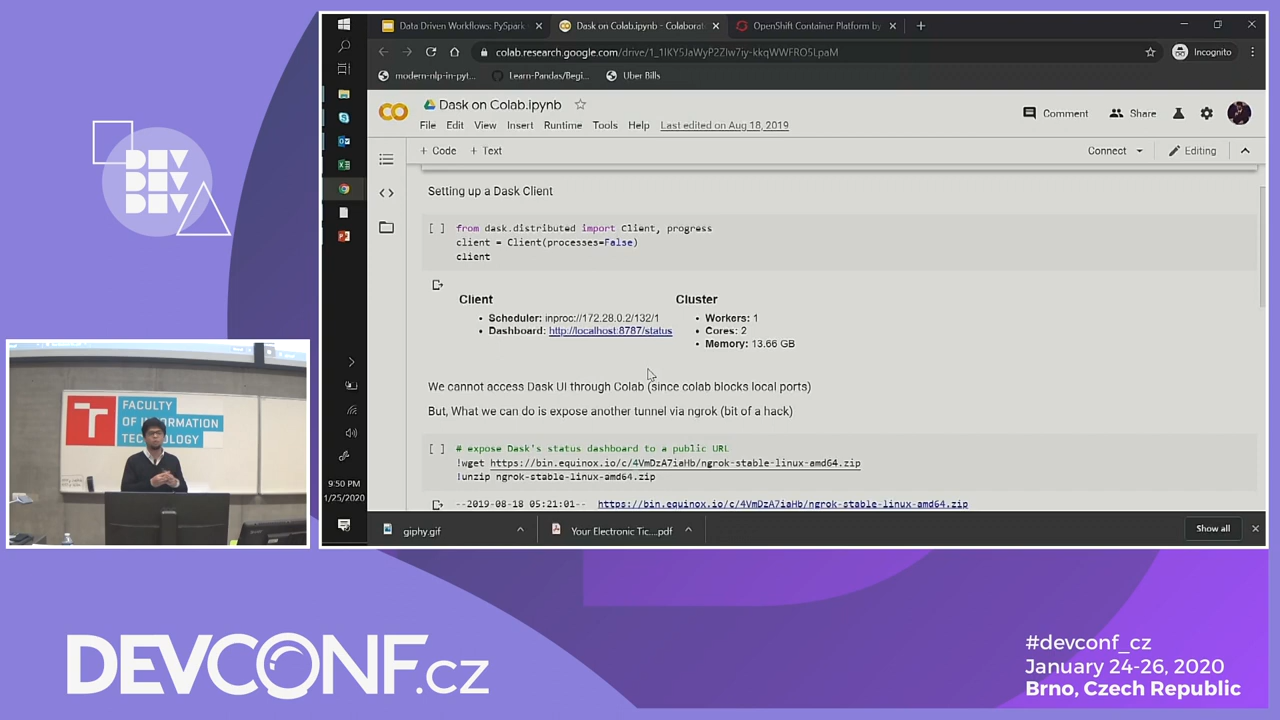 Data Driven Workflows: PySpark
Dask on Colab.ipynb - Colaborat
OpenShift Container Platform by
colab.research.google.com/drive/1_1IKY5JaWyP2ZIw7iy-kkqWWFRO5LpaM
Incognito
modern-nlp-in-pyt...
Learn-Pandas/Begi...
Uber Bills
Dask on Colab.ipynb
Comment
Share
File Edit View Insert Runtime Tools Help Last edited on Aug 18, 2019
+ Code + Text
Connect
Editing
Setting up a Dask Client
[ ] from dask.distributed import Client, progress
client = Client(processes=False)
client
Client
Cluster
• Scheduler: inproc://172.28.0.2/132/1
• Dashboard: http://localhost:8787/status
• Workers: 1
• Cores: 2
• Memory: 13.66 GB
We cannot access Dask UI through Colab (since colab blocks local ports)
But, What we can do is expose another tunnel via ngrok (bit of a hack)
[ ] # expose Dask's status dashboard to a public URL
!wget https://bin.equinox.io/c/4VmDzA7iaHb/ngrok-stable-linux-amd64.zip
!unzip ngrok-stable-linux-amd64.zip
--2019-08-18 05:21:01-- https://bin.equinox.io/c/4VmDzA7iaHb/ngrok-stable-linux-amd64.zip
9:50 PM
1/25/2020
giphy.gif
Your Electronic Tic....pdf
Show all
DEV
DEV
DEV
FACULTY
OF INFORMATION
TECHNOLOGY
DEVCONF.cz
#devconf_cz
January 24-26, 2020
Brno, Czech Republic